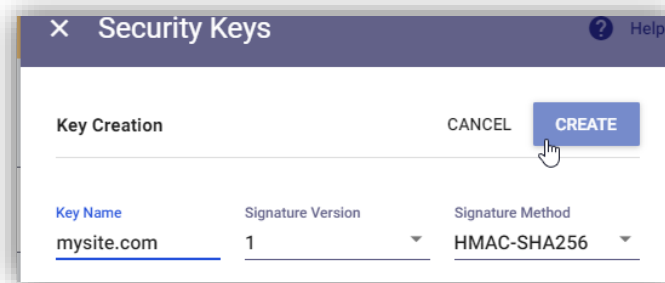 × Security Keys ? Help
Key Creation CANCEL CREATE
Key Name Signature Version Signature Method
mysite.com 1 HMAC-SHA256